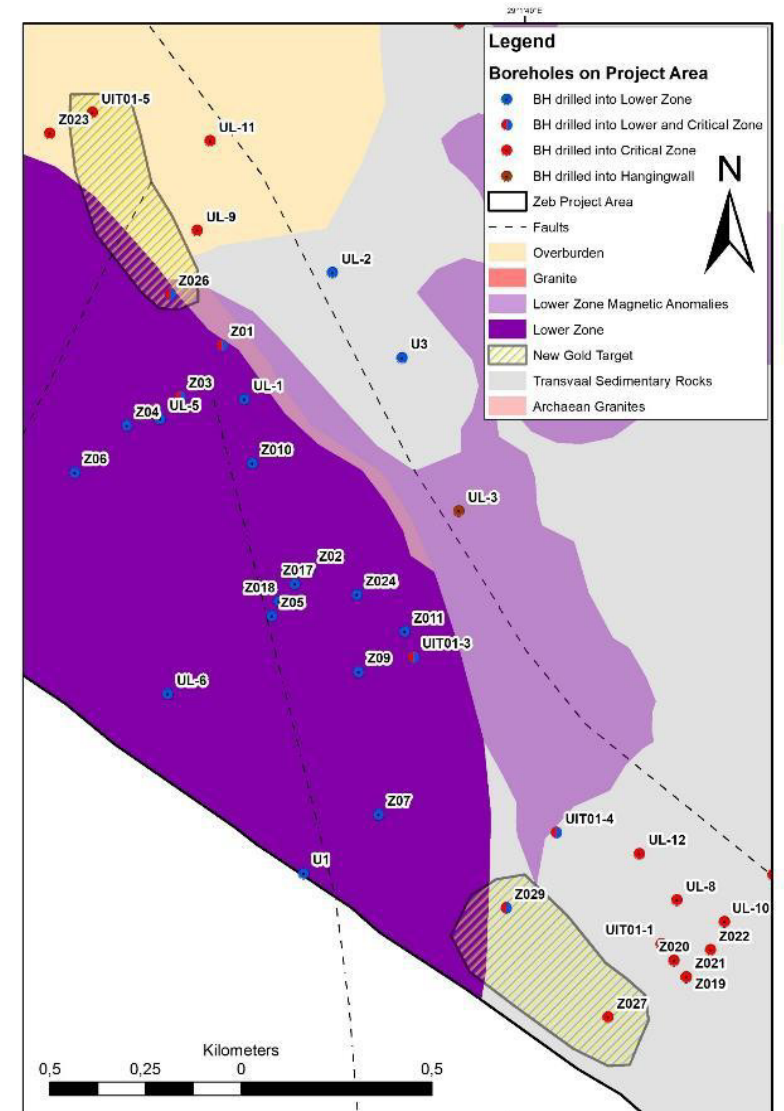 29°1'40"E
Legend
Boreholes on Project Area
BH drilled into Lower Zone
BH drilled into Lower and Critical Zone
BH drilled into Critical Zone
BH drilled into Hangingwall
Zeb Project Area
Faults
Overburden
Granite
Lower Zone Magnetic Anomalies
Lower Zone
New Gold Target
Transvaal Sedimentary Rocks
Archaean Granites
N
UIT01-5
Z023
UL-11
UL-9
UL-2
Z026
Z01
U3
Z03
UL-1
UL-5
Z04
Z010
Z06
UL-3
Z02
Z017
Z018
Z024
Z05
Z011
UIT01-3
Z09
UL-6
Z07
UIT01-4
UL-12
U1
Z029
UL-8
UL-10
UIT01-1
Z022
Z020
Z021
Z019
Z027
Kilometers
0,5
0,25
0
0,5